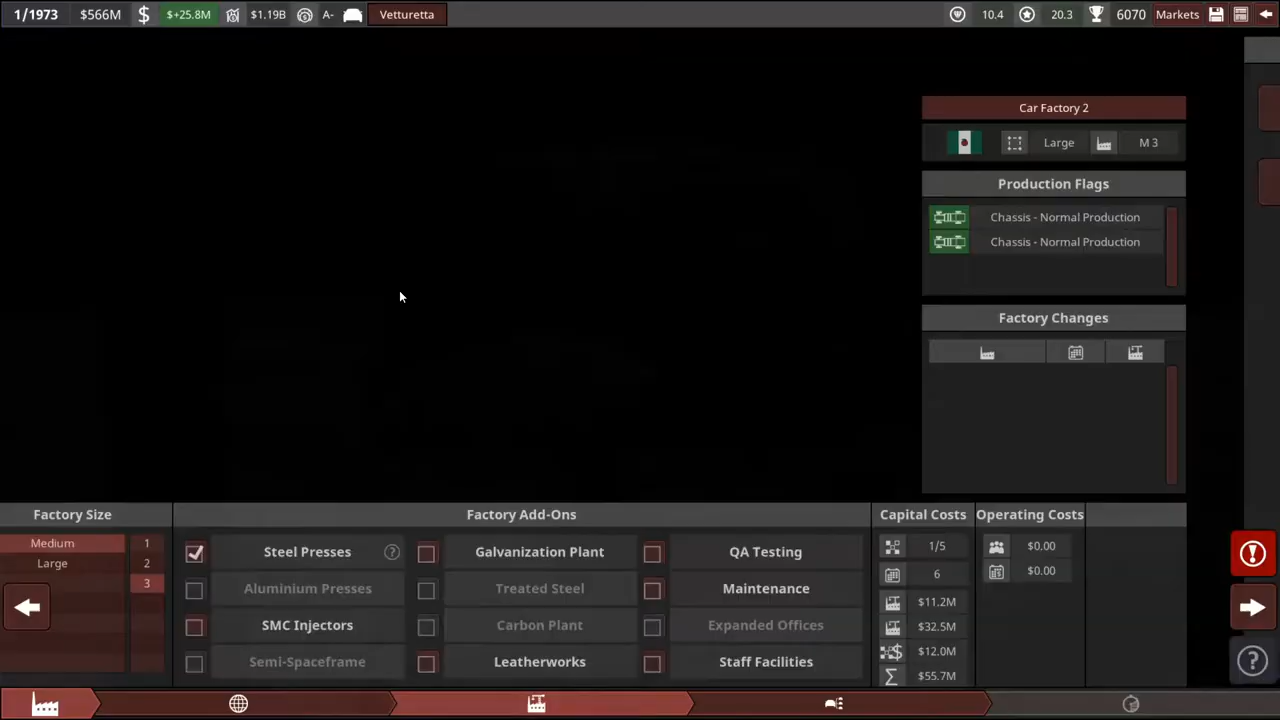 1/1973 $566M $+25.8M $1.19B A- Vetturetta 10.4 20.3 6070 Markets
Car Factory 2
Large M 3
Production Flags
Chassis - Normal Production
Chassis - Normal Production
Factory Changes
Factory Size
Medium 1
Large 2
3
Factory Add-Ons
Steel Presses ? Galvanization Plant QA Testing
Aluminium Presses Treated Steel Maintenance
SMC Injectors Carbon Plant Expanded Offices
Semi-Spaceframe Leatherworks Staff Facilities
Capital Costs
1/5
6
$11.2M
$32.5M
$12.0M
$55.7M
Operating Costs
$0.00
$0.00